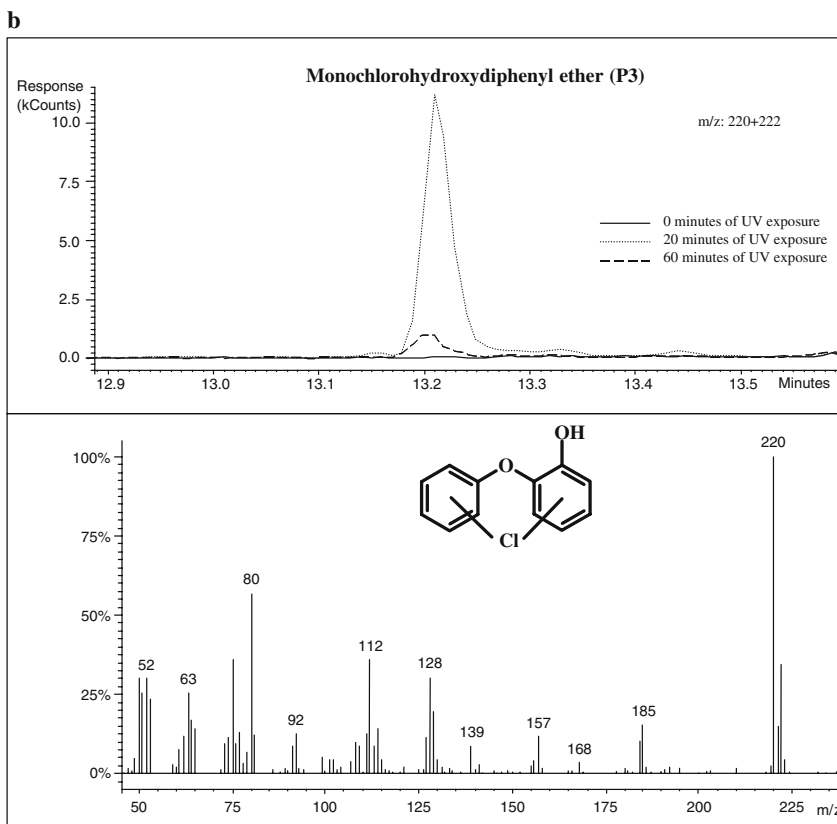 b
Monochlorohydroxydiphenyl ether (P3)
Response
(kCounts)
10.0
7.5
5.0
2.5
0.0
m/z: 220+222
0 minutes of UV exposure
20 minutes of UV exposure
60 minutes of UV exposure
12.9 13.0 13.1 13.2 13.3 13.4 13.5 Minutes
100%
75%
50%
25%
0%
OH
O
Cl
220
80
52
63
92
112
128
139
157
168
185
50 75 100 125 150 175 200 225 m/z